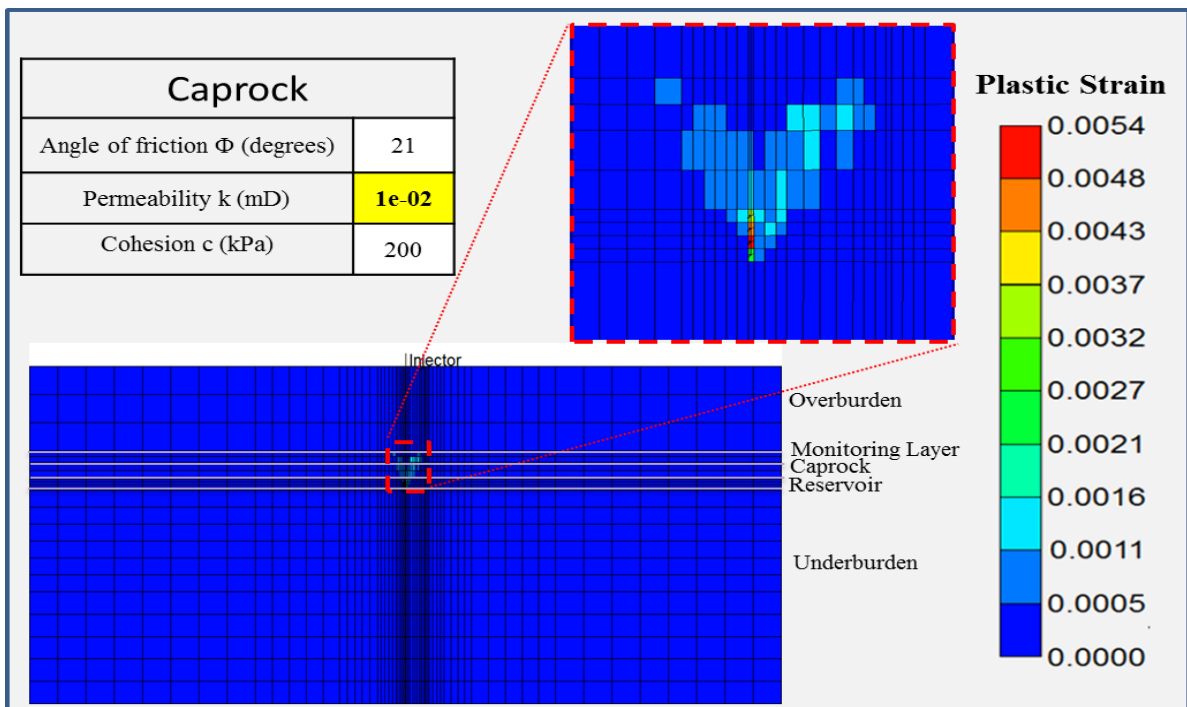 Caprock
Angle of friction Φ (degrees) 21
Permeability k (mD) 1e-02
Cohesion c (kPa) 200
Plastic Strain
0.0054
0.0048
0.0043
0.0037
0.0032
0.0027
0.0021
0.0016
0.0011
0.0005
0.0000
Injector
Overburden
Monitoring Layer
Caprock
Reservoir
Underburden